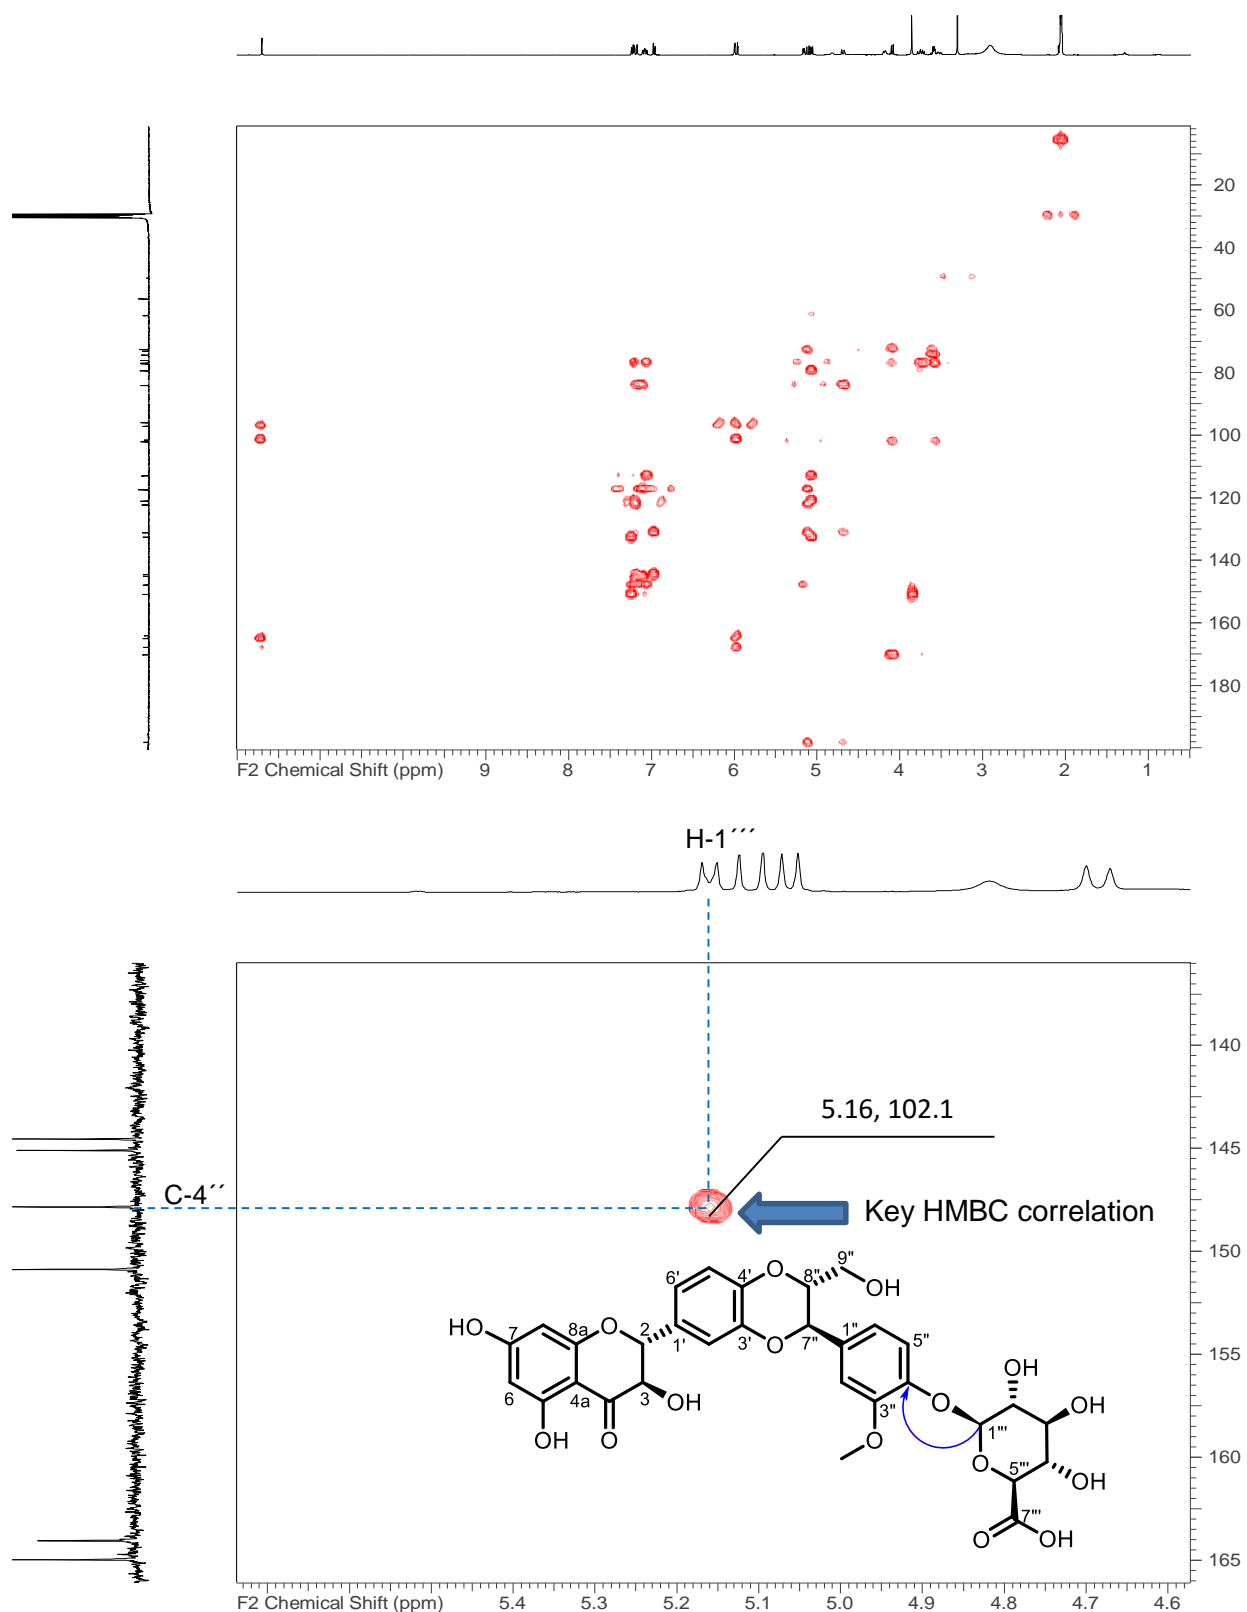 20
40
60
80
100
120
140
160
180
F2 Chemical Shift (ppm) 9 8 7 6 5 4 3 2 1
H-1´´´
140
145
150
155
160
165
5.16, 102.1
C-4´´
Key HMBC correlation
HO 7 8a O 2 1' 6' 4' 3' O O 8" 7" 9" OH 1" 5" 3" O O
6 4a 3 OH OH O
1''' OH OH OH O 5''' 7''' O OH
F2 Chemical Shift (ppm) 5.4 5.3 5.2 5.1 5.0 4.9 4.8 4.7 4.6